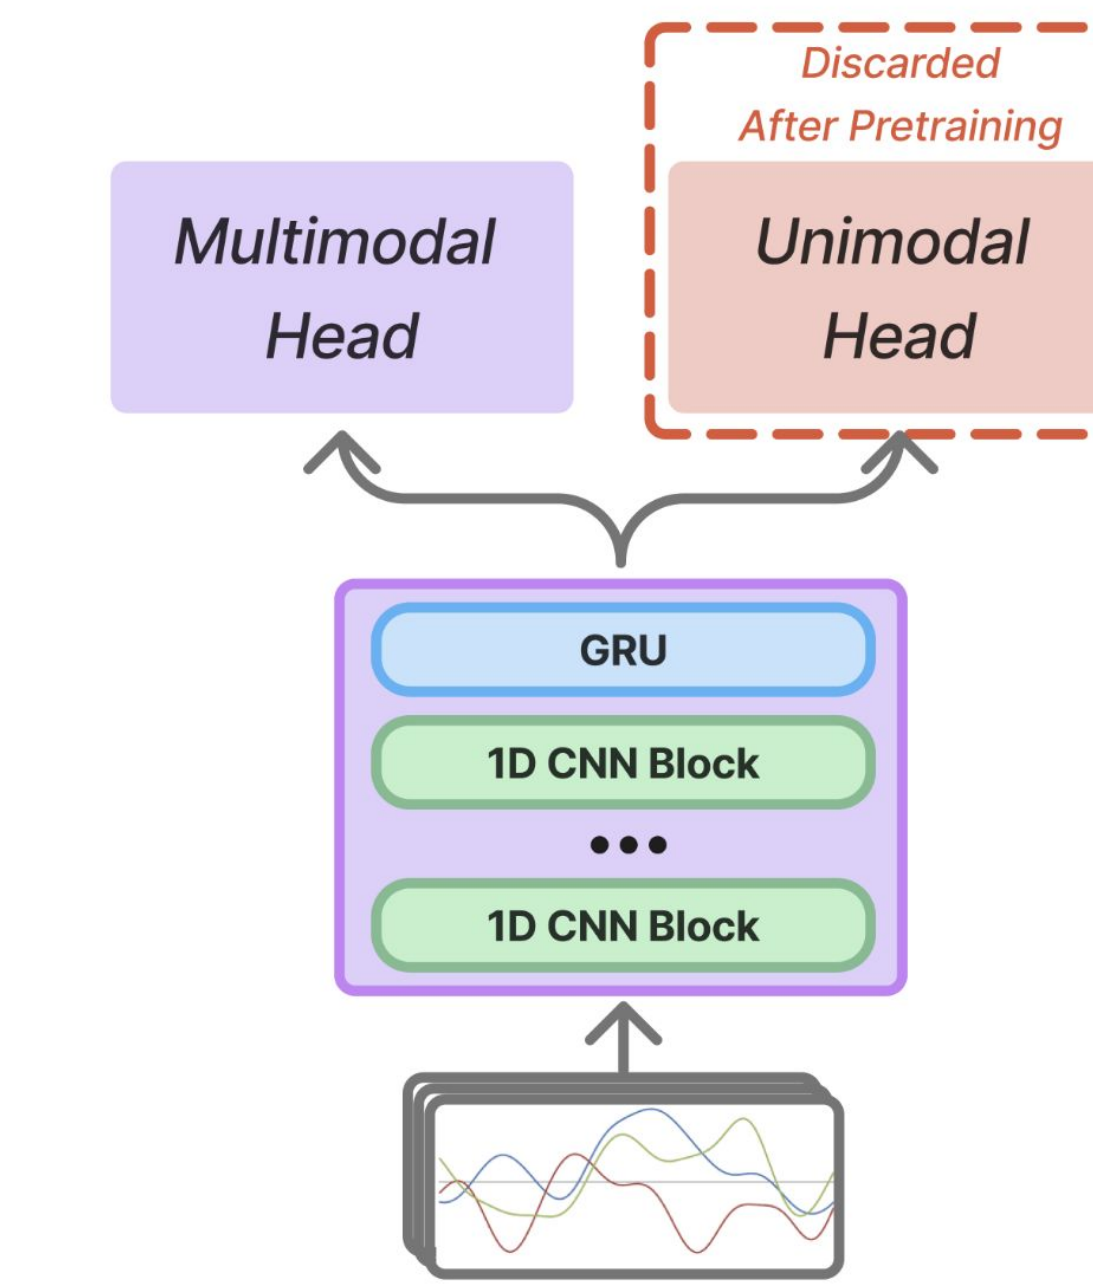 Discarded
After Pretraining
Multimodal
Head
Unimodal
Head
GRU
1D CNN Block
•••
1D CNN Block